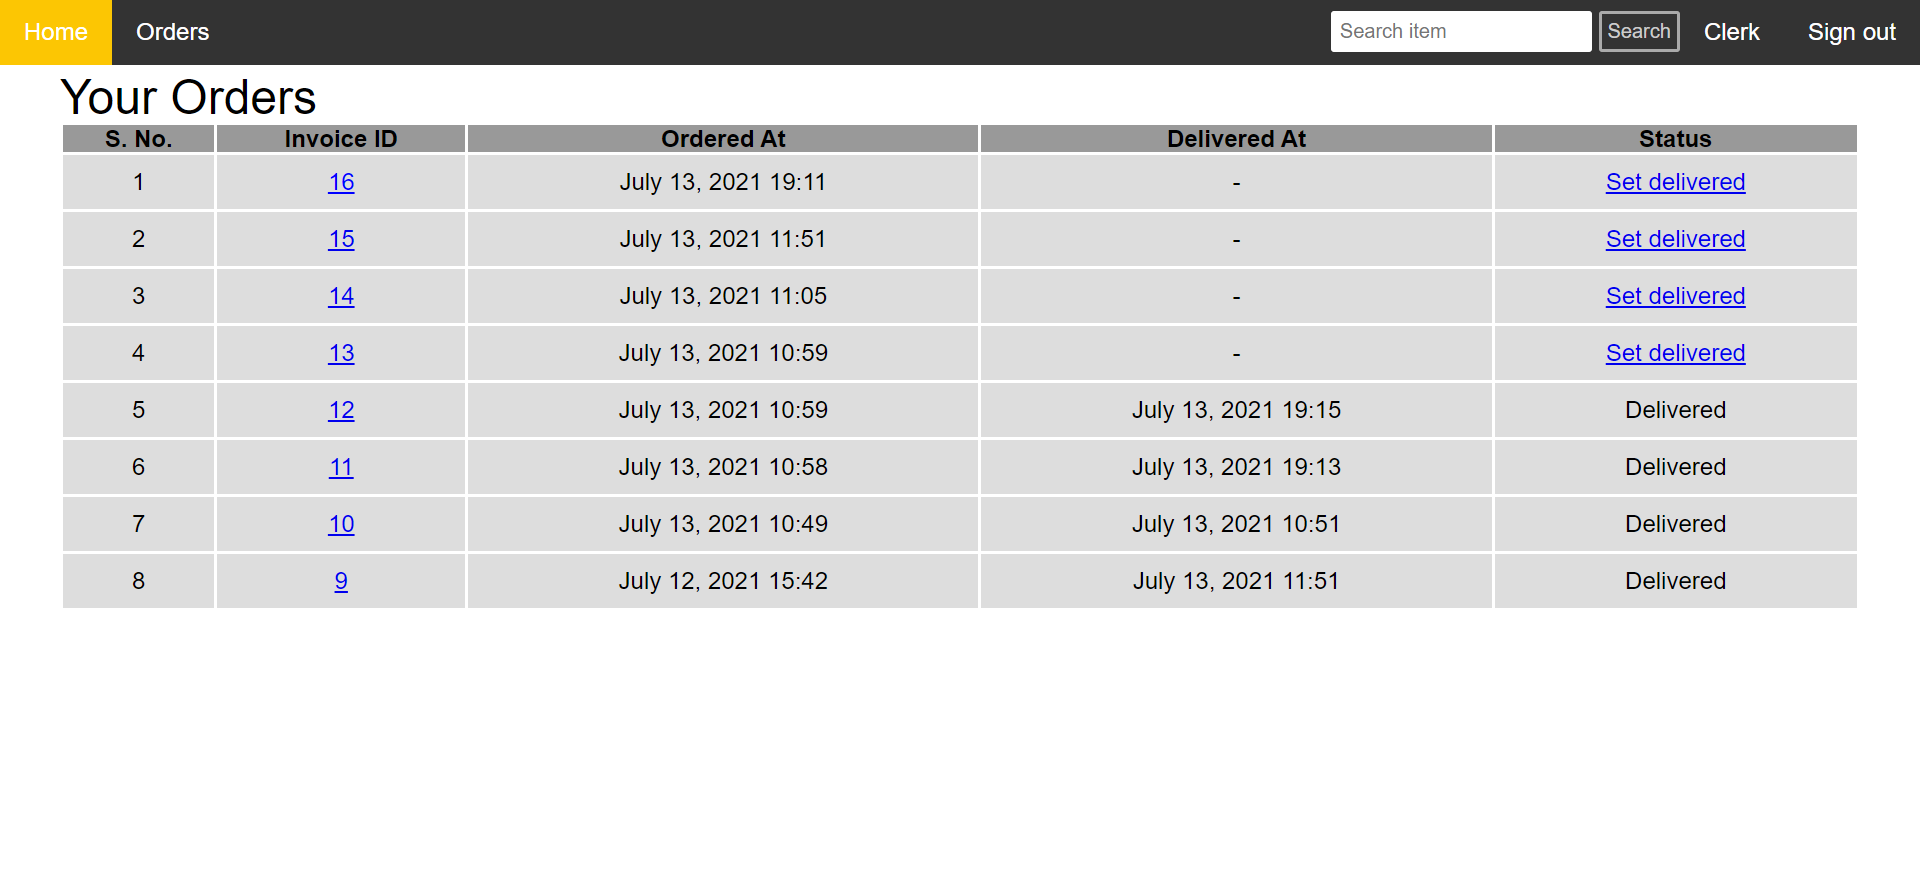 Home Orders Search item Search Clerk Sign out
Your Orders
S. No. Invoice ID Ordered At Delivered At Status
1 16 July 13, 2021 19:11 - Set delivered
2 15 July 13, 2021 11:51 - Set delivered
3 14 July 13, 2021 11:05 - Set delivered
4 13 July 13, 2021 10:59 - Set delivered
5 12 July 13, 2021 10:59 July 13, 2021 19:15 Delivered
6 11 July 13, 2021 10:58 July 13, 2021 19:13 Delivered
7 10 July 13, 2021 10:49 July 13, 2021 10:51 Delivered
8 9 July 12, 2021 15:42 July 13, 2021 11:51 Delivered